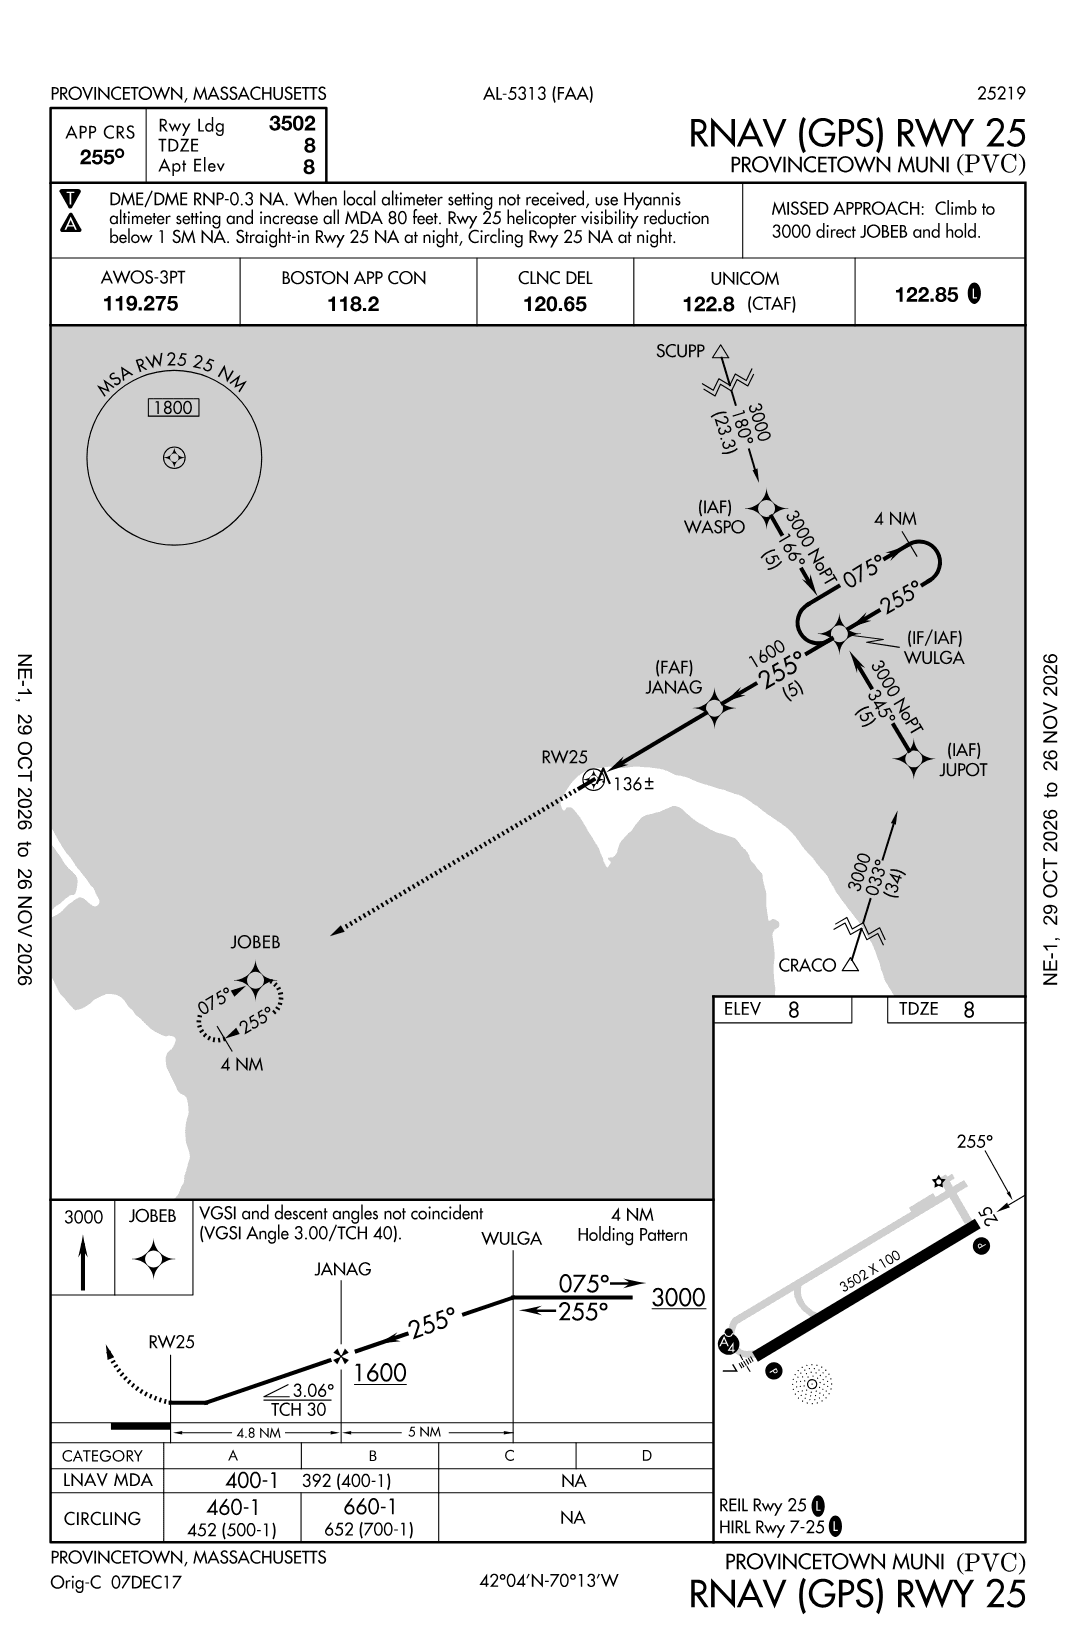 PROVINCETOWN, MASSACHUSETTS
AL-5313 (FAA)
25219
APP CRS
255°
Rwy Ldg 3502
TDZE 8
Apt Elev 8
RNAV (GPS) RWY 25
PROVINCETOWN MUNI (PVC)
T
A
DME/DME RNP-0.3 NA. When local altimeter setting not received, use Hyannis
altimeter setting and increase all MDA 80 feet. Rwy 25 helicopter visibility reduction
below 1 SM NA. Straight-in Rwy 25 NA at night, Circling Rwy 25 NA at night.
MISSED APPROACH: Climb to
3000 direct JOBEB and hold.
AWOS-3PT
119.275
BOSTON APP CON
118.2
CLNC DEL
120.65
UNICOM
122.8 (CTAF)
122.85 L
MSA RW25 25 NM
1800
SCUPP
3000
180°
(23.3)
(IAF)
WASPO
3000 NoPT
166°
(5)
4 NM
075°
255°
(IF/IAF)
WULGA
1600
255°
(5)
(FAF)
JANAG
3000 NoPT
345°
(5)
(IAF)
JUPOT
RW25
136±
3000
033°
(34)
CRACO
JOBEB
075°
255°
4 NM
NE-1, 29 OCT 2026 to 26 NOV 2026
NE-1, 29 OCT 2026 to 26 NOV 2026
ELEV 8
TDZE 8
255°
25
3502 X 100
P
A4
7
P
REIL Rwy 25 L
HIRL Rwy 7-25 L
3000
JOBEB
VGSI and descent angles not coincident
(VGSI Angle 3.00/TCH 40).
4 NM
Holding Pattern
WULGA
JANAG
075°
255°
3000
255°
RW25
1600
3.06°
TCH 30
4.8 NM
5 NM
CATEGORY A B C D
LNAV MDA 400-1 392 (400-1) NA
CIRCLING 460-1 660-1 NA
452 (500-1) 652 (700-1)
PROVINCETOWN, MASSACHUSETTS
Orig-C 07DEC17
42°04'N-70°13'W
PROVINCETOWN MUNI (PVC)
RNAV (GPS) RWY 25